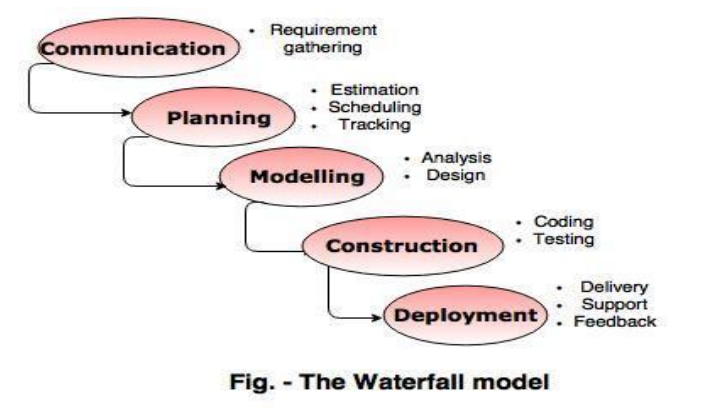 Communication
• Requirement
gathering
Planning
• Estimation
• Scheduling
• Tracking
Modelling
• Analysis
• Design
Construction
• Coding
• Testing
Deployment
• Delivery
• Support
• Feedback
Fig. - The Waterfall model